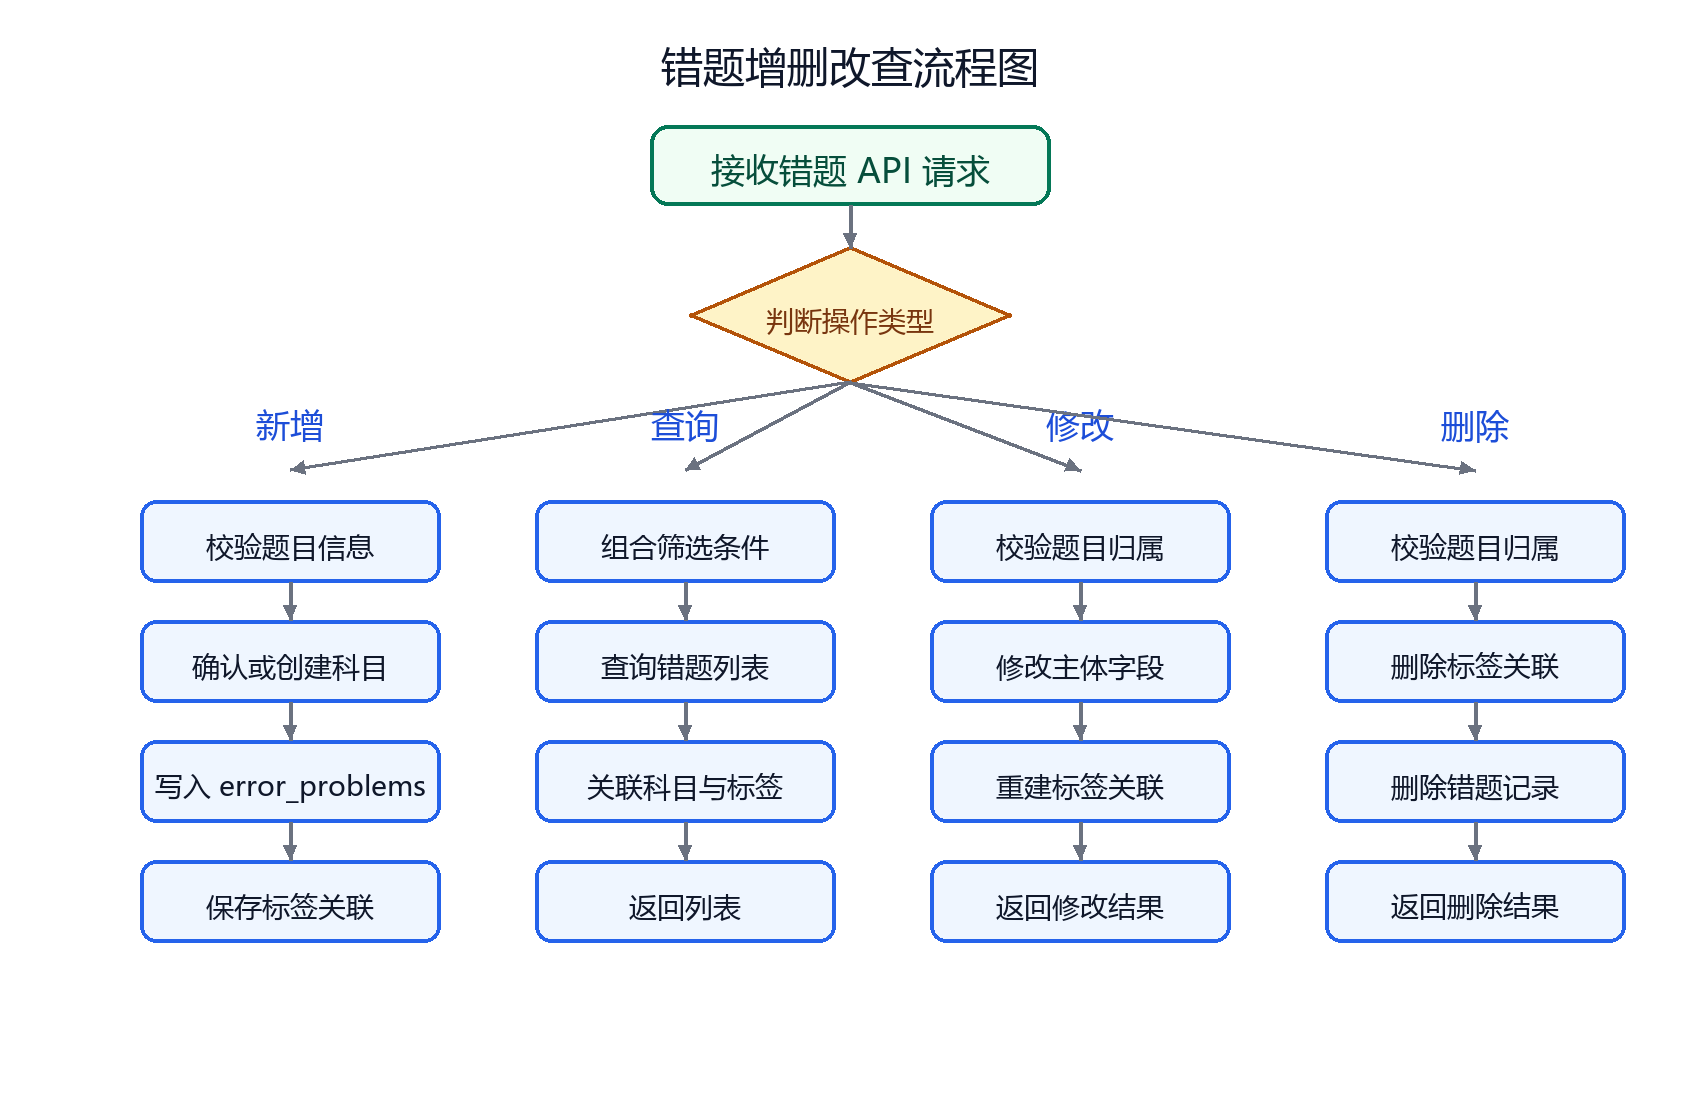 错题增删改查流程图
接收错题 API 请求
判断操作类型
新增
查询
修改
删除
校验题目信息
组合筛选条件
校验题目归属
校验题目归属
确认或创建科目
查询错题列表
修改主体字段
删除标签关联
写入 error_problems
关联科目与标签
重建标签关联
删除错题记录
保存标签关联
返回列表
返回修改结果
返回删除结果